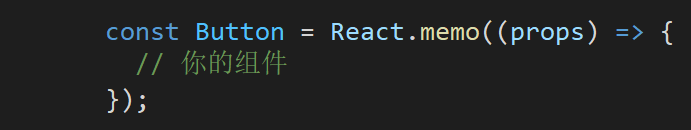 const Button = React.memo((props) => {
// 你的组件
});